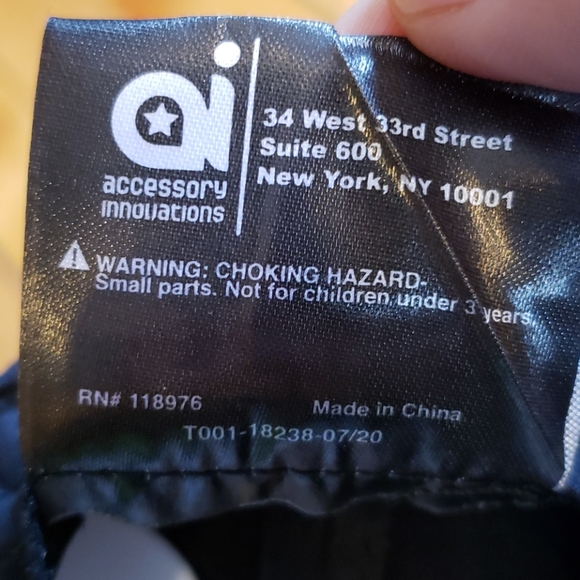 ai
accessory
innovations
34 West 33rd Street
Suite 600
New York, NY 10001
WARNING: CHOKING HAZARD-
Small parts. Not for children under 3 years.
RN# 118976
Made in China
T001-18238-07/20